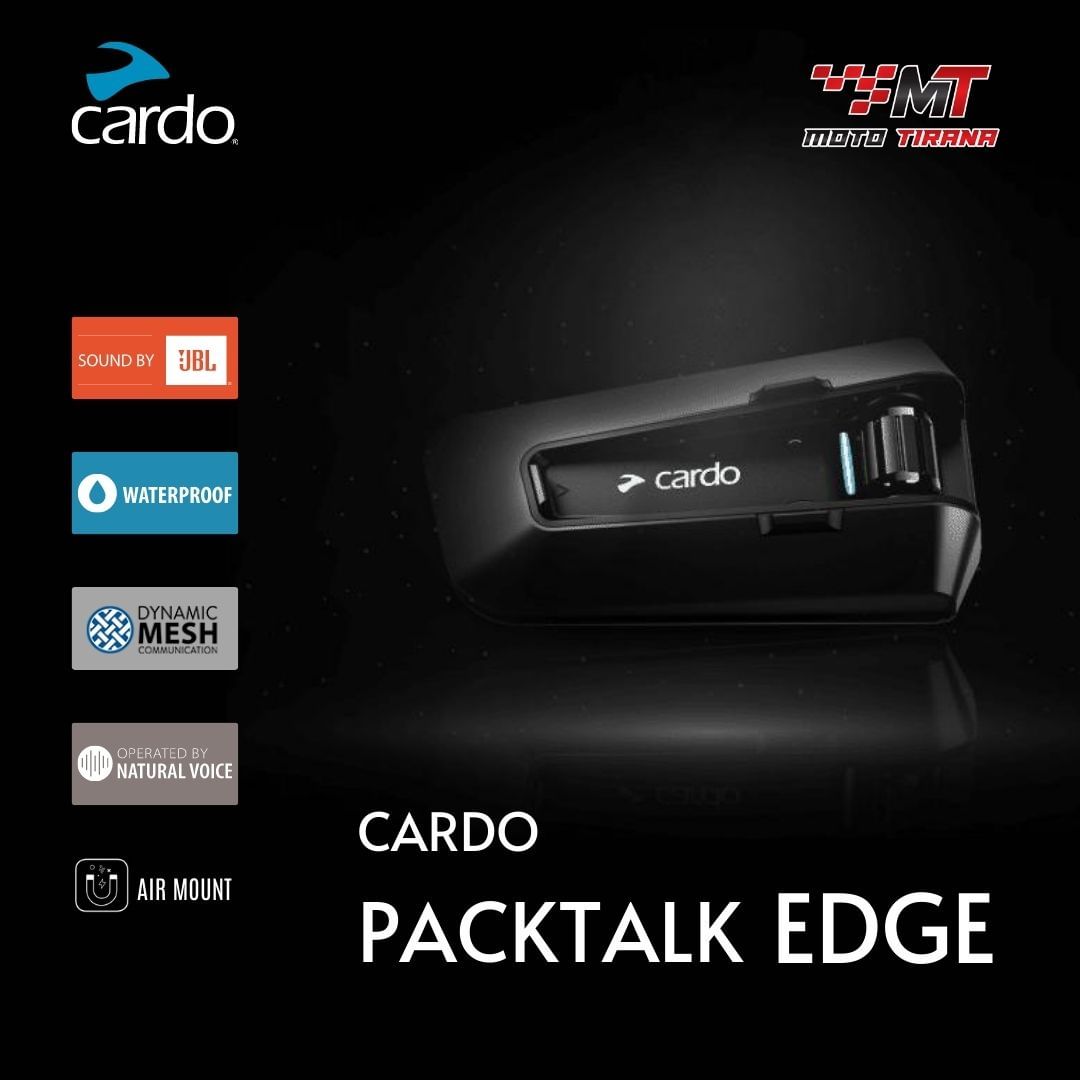 cardo®
MT
MOTO TIRANA
SOUND BY JBL
WATERPROOF
DYNAMIC
MESH
COMMUNICATION
OPERATED BY
NATURAL VOICE
AIR MOUNT
cardo
CARDO
PACKTALK EDGE